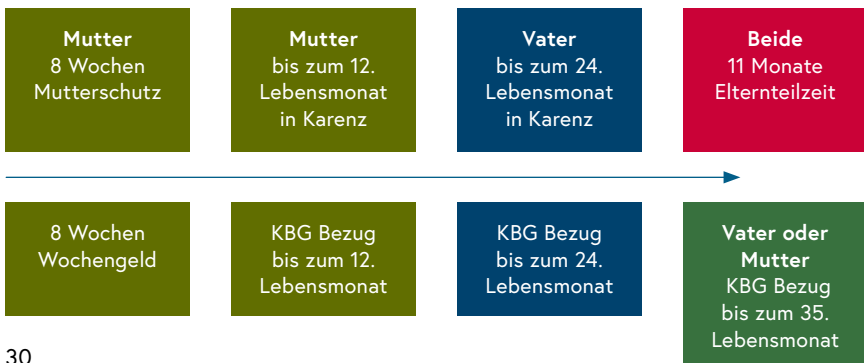 Mutter
8 Wochen
Mutterschutz
Mutter
bis zum 12.
Lebensmonat
in Karenz
Vater
bis zum 24.
Lebensmonat
in Karenz
Beide
11 Monate
Elternteilzeit
8 Wochen
Wochengeld
KBG Bezug
bis zum 12.
Lebensmonat
KBG Bezug
bis zum 24.
Lebensmonat
Vater oder
Mutter
KBG Bezug
bis zum 35.
Lebensmonat
30